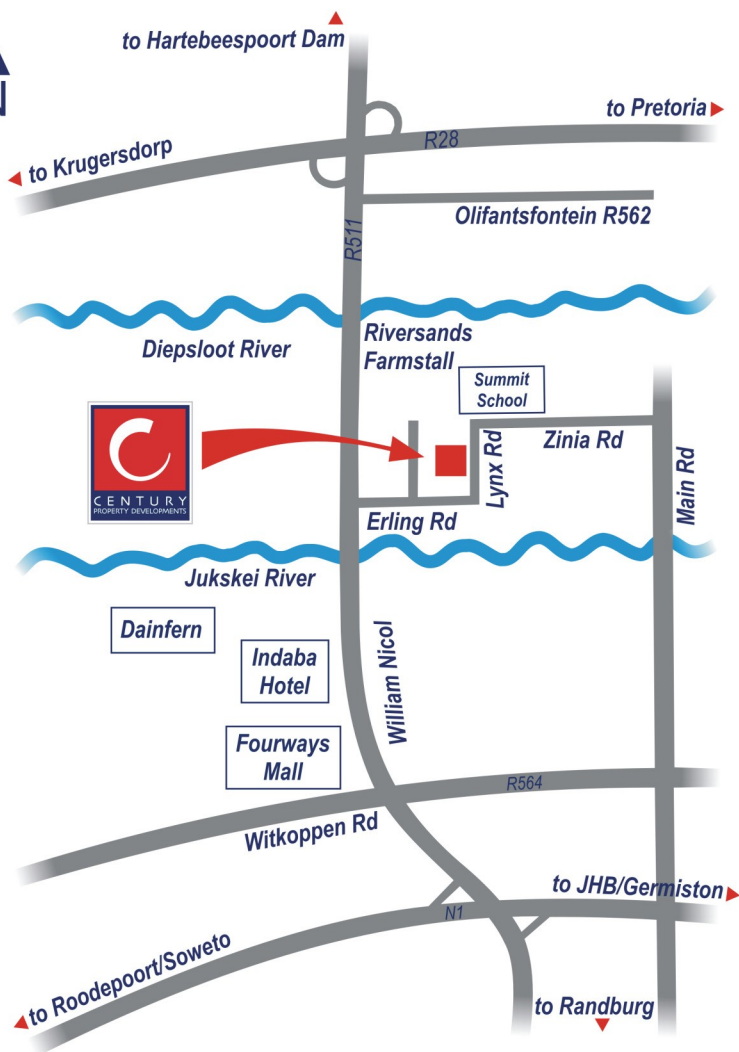 N
to Hartebeespoort Dam
to Pretoria
R28
to Krugersdorp
Olifantsfontein R562
R511
Diepsloot River
Riversands
Farmstall
Summit
School
Zinia Rd
Lynx Rd
Main Rd
CENTURY
PROPERTY DEVELOPMENTS
Erling Rd
Jukskei River
Dainfern
Indaba
Hotel
William Nicol
Fourways
Mall
R564
Witkoppen Rd
to JHB/Germiston
N1
to Roodepoort/Soweto
to Randburg